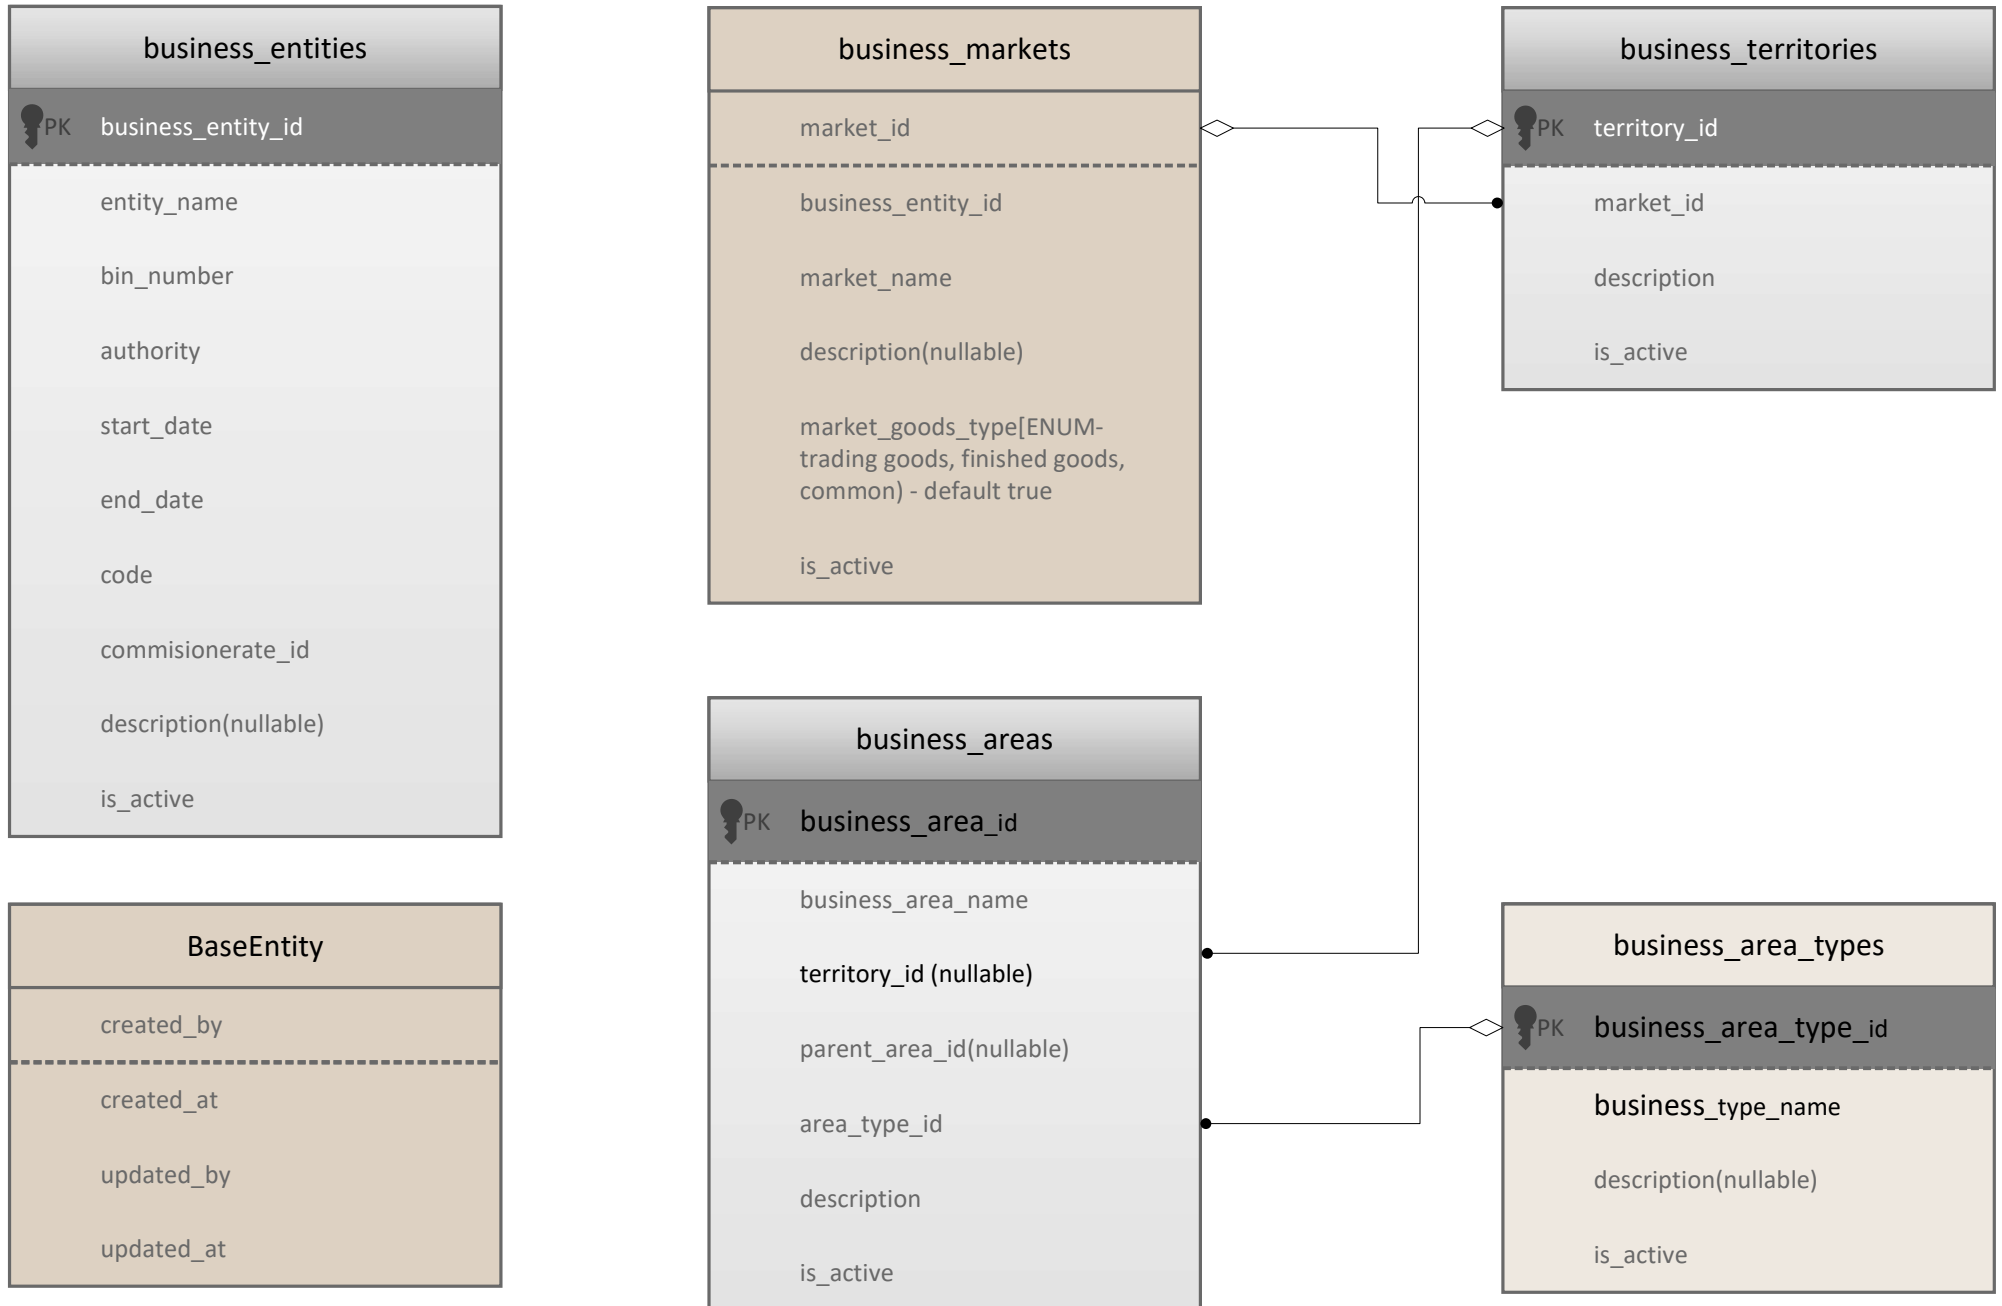 business_entities
PK business_entity_id
entity_name
bin_number
authority
start_date
end_date
code
commisionerate_id
description(nullable)
is_active
business_markets
market_id
business_entity_id
market_name
description(nullable)
market_goods_type[ENUM-
trading goods, finished goods,
common) - default true
is_active
business_territories
PK territory_id
market_id
description
is_active
BaseEntity
created_by
created_at
updated_by
updated_at
business_areas
PK business_area_id
business_area_name
territory_id (nullable)
parent_area_id(nullable)
area_type_id
description
is_active
business_area_types
PK business_area_type_id
business_type_name
description(nullable)
is_active